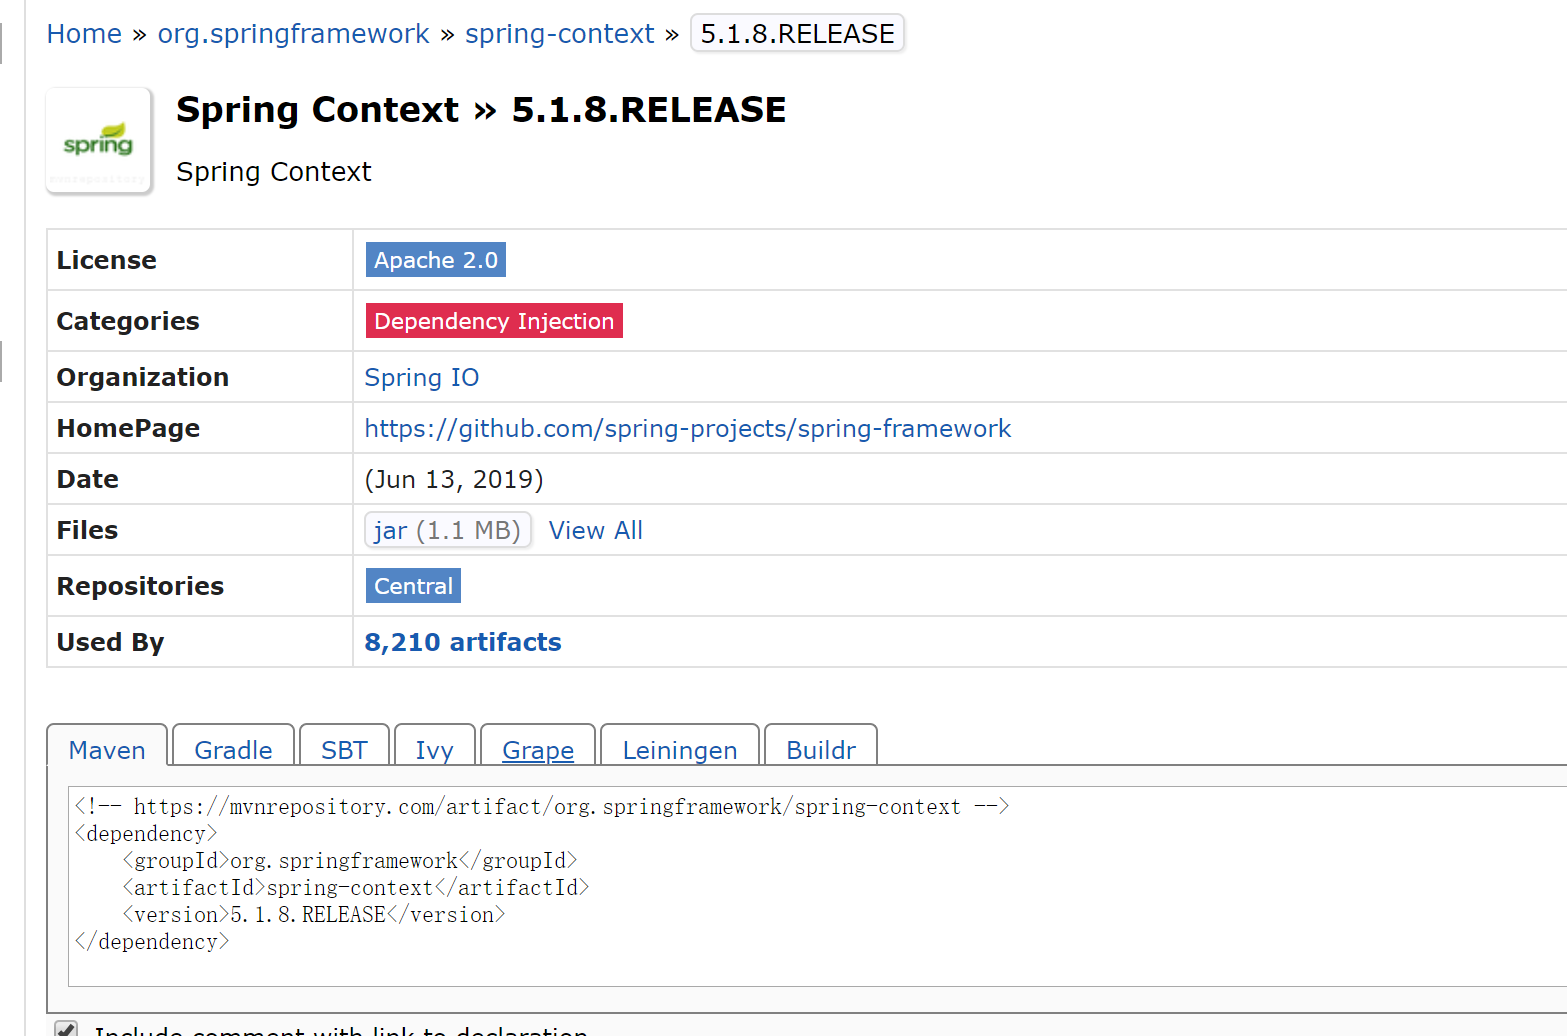 Home » org.springframework » spring-context » 5.1.8.RELEASE
Spring Context » 5.1.8.RELEASE
spring
mvnrepository
Spring Context
License Apache 2.0
Categories Dependency Injection
Organization Spring IO
HomePage https://github.com/spring-projects/spring-framework
Date (Jun 13, 2019)
Files jar (1.1 MB) View All
Repositories Central
Used By 8,210 artifacts
Maven Gradle SBT Ivy Grape Leiningen Buildr
<!-- https://mvnrepository.com/artifact/org.springframework/spring-context -->
<dependency>
    <groupId>org.springframework</groupId>
    <artifactId>spring-context</artifactId>
    <version>5.1.8.RELEASE</version>
</dependency>
Include comment with link to declaration